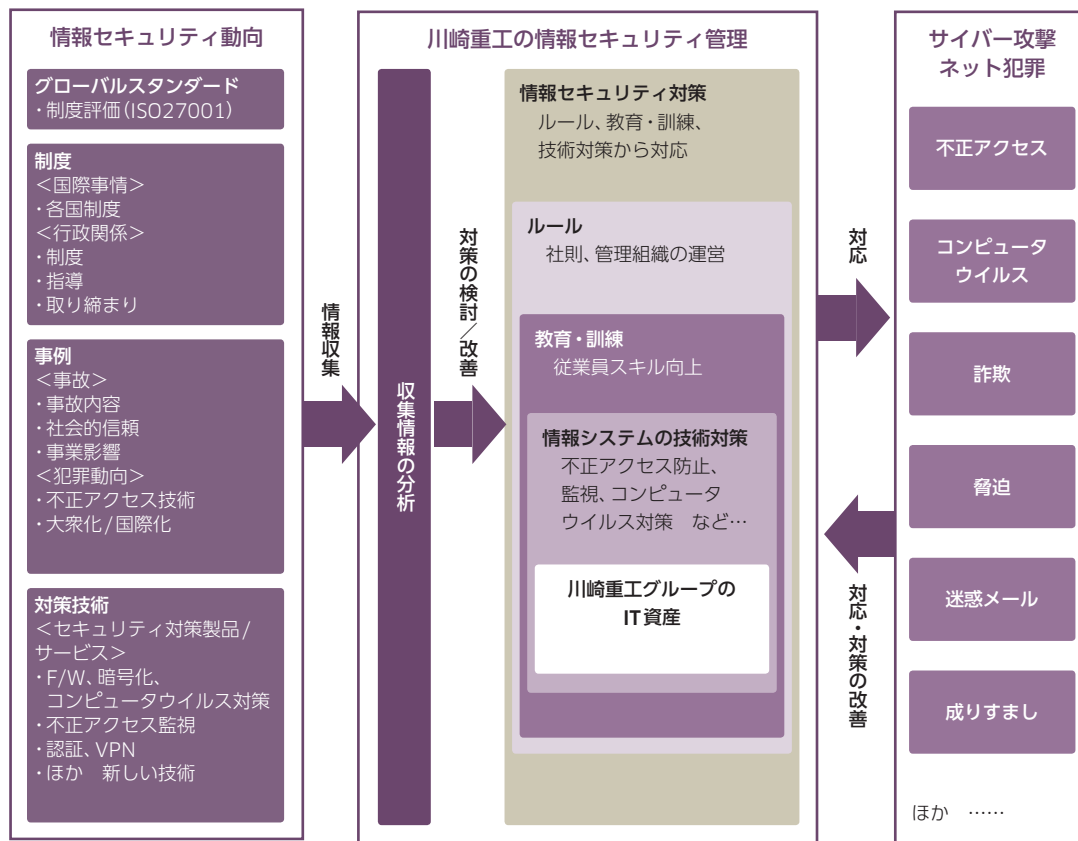 情報セキュリティ動向
グローバルスタンダード
・制度評価(ISO27001)
制度
＜国際事情＞
・各国制度
＜行政関係＞
・制度
・指導
・取り締まり
事例
＜事故＞
・事故内容
・社会的信頼
・事業影響
＜犯罪動向＞
・不正アクセス技術
・大衆化/国際化
対策技術
＜セキュリティ対策製品/
サービス＞
・F/W、暗号化、
コンピュータウイルス対策
・不正アクセス監視
・認証、VPN
・ほか　新しい技術
情報収集
川崎重工の情報セキュリティ管理
収集情報の分析
対策の検討／改善
情報セキュリティ対策
ルール、教育・訓練、
技術対策から対応
ルール
社則、管理組織の運営
教育・訓練
従業員スキル向上
情報システムの技術対策
不正アクセス防止、
監視、コンピュータ
ウイルス対策　など…
川崎重工グループの
IT資産
対応
対応・対策の改善
サイバー攻撃
ネット犯罪
不正アクセス
コンピュータ
ウイルス
詐欺
脅迫
迷惑メール
成りすまし
ほか　……